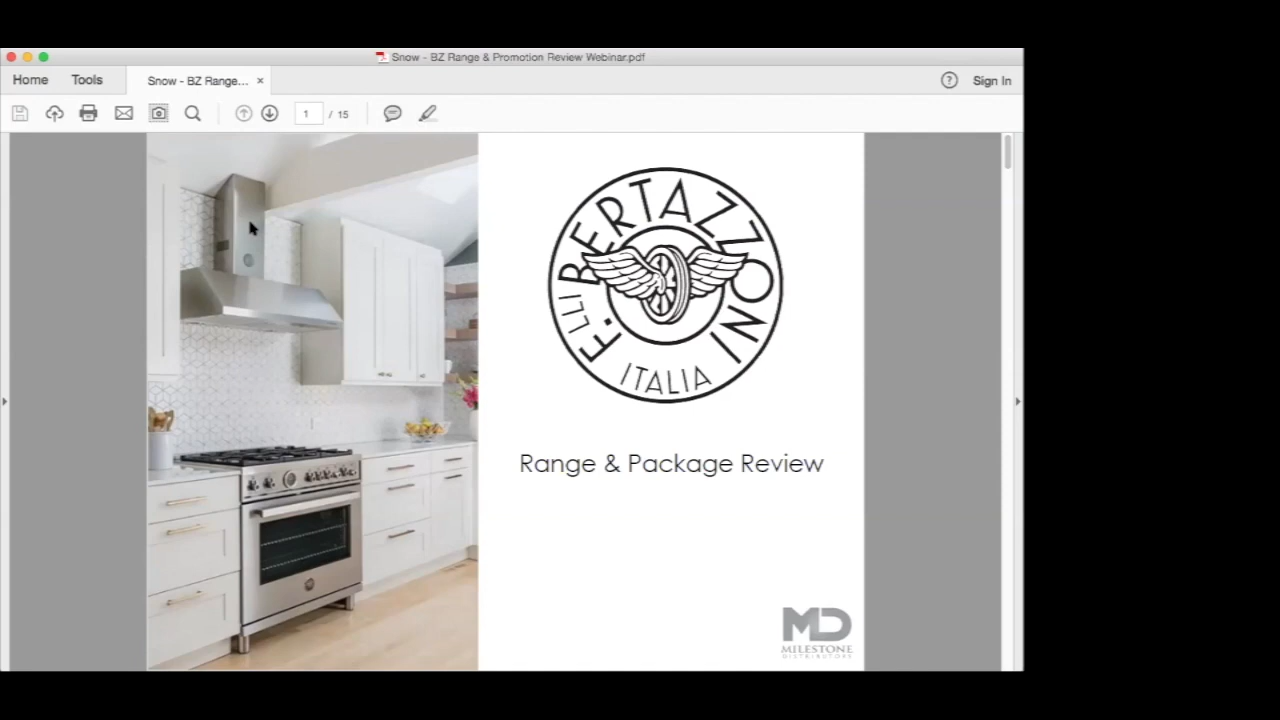 Snow - BZ Range & Promotion Review Webinar.pdf
Home Tools Snow - BZ Range... × ? Sign In
1 / 15
F.LLI BERTAZZONI
ITALIA
Range & Package Review
MD
MILESTONE
DISTRIBUTORS